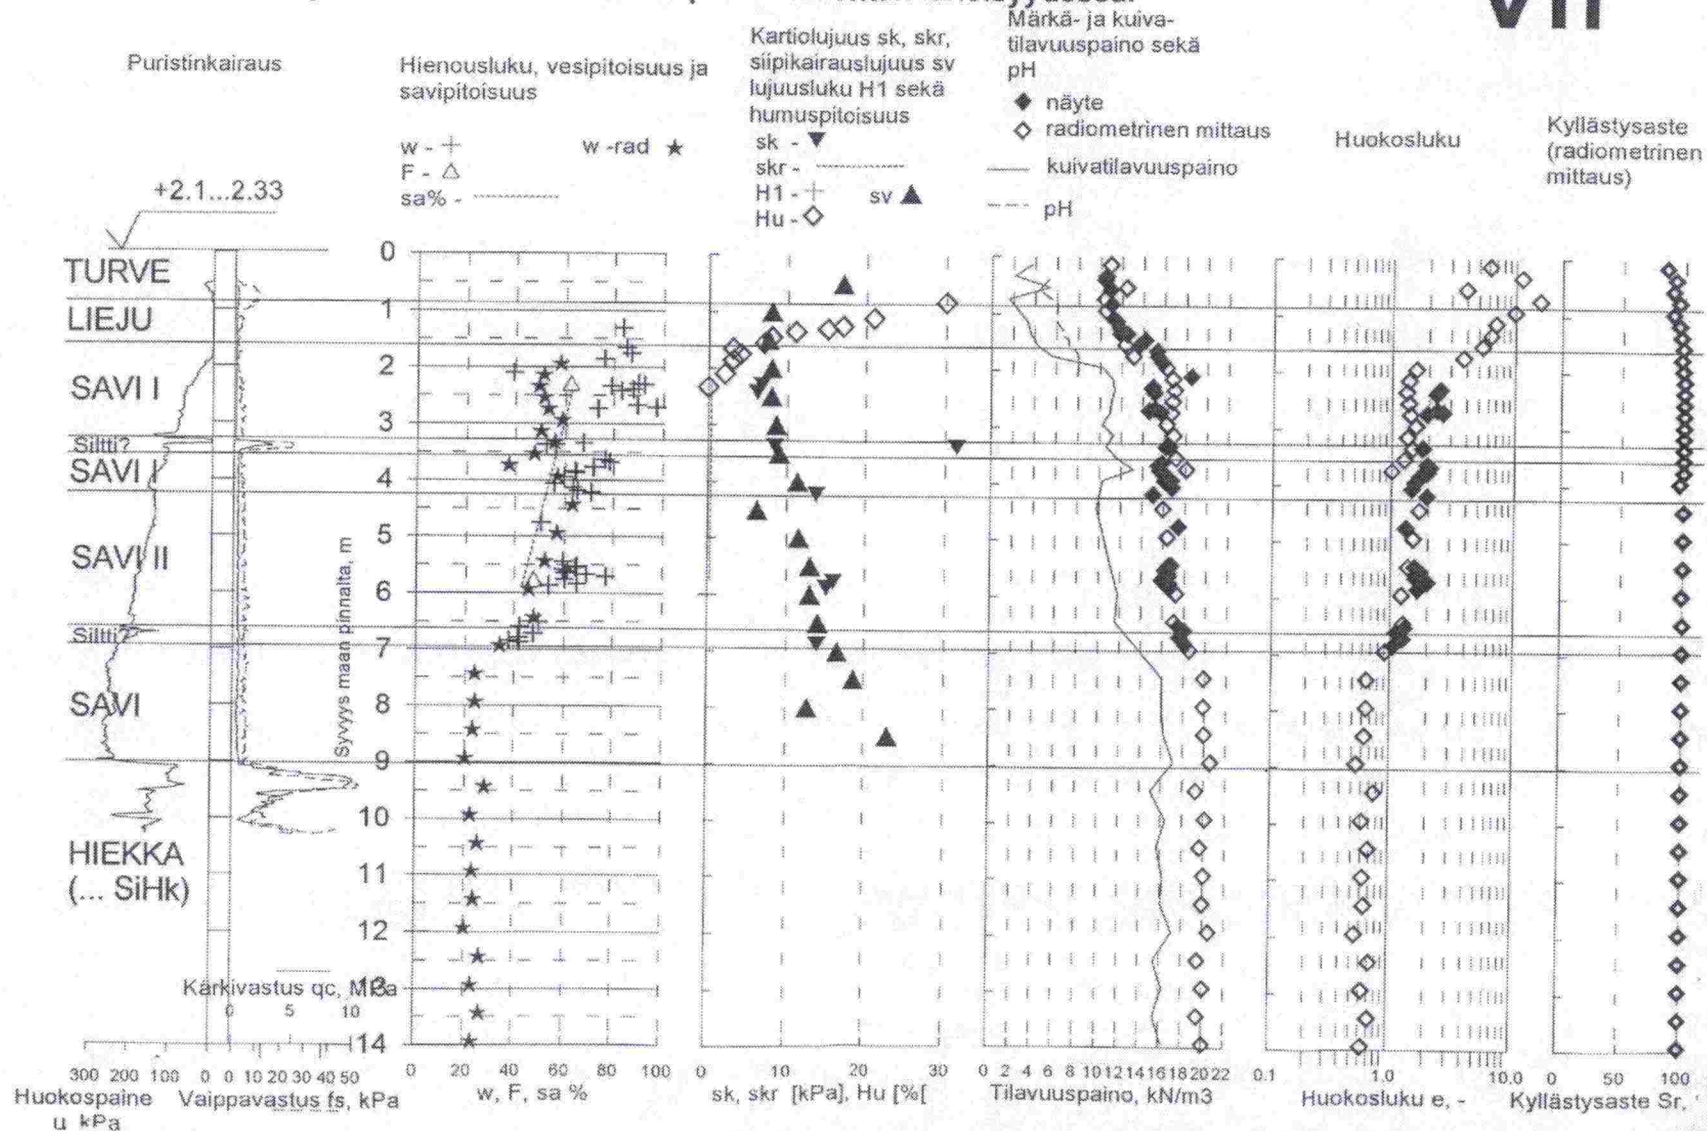 VII
Puristinkairaus
Hienousluku, vesipitoisuus ja
savipitoisuus
w - +
w -rad ★
F - △
sa% -
Kartiolujuus sk, skr,
siipikairauslujuus sv
lujuusluku H1 sekä
humuspitoisuus
sk - ▼
skr -
H1 - +
sv ▲
Hu - ◇
Märkä- ja kuiva-
tilavuuspaino sekä
pH
◆ näyte
◇ radiometrinen mittaus
kuivatilavuuspaino
pH
Huokosluku
Kyllästysaste
(radiometrinen
mittaus)
+2.1...2.33
TURVE
LIEJU
SAVI I
Siltti?
SAVI I
SAVI II
Siltti?
SAVI
HIEKKA
(... SiHk)
Syvyys maan pinnalta, m
0
1
2
3
4
5
6
7
8
9
10
11
12
13
14
Kärkivastus qc, MPa
0 5 10
300 200 100 0 0 10 20 30 40 50
Huokospaine
u kPa
Vaippavastus fs, kPa
0 20 40 60 80 100
w, F, sa %
0 10 20 30
sk, skr [kPa], Hu [%[
0 2 4 6 8 10 12 14 16 18 20 22
Tilavuuspaino, kN/m3
0.1 1.0 10.0
Huokosluku e, -
0 50 100
Kyllästysaste Sr,